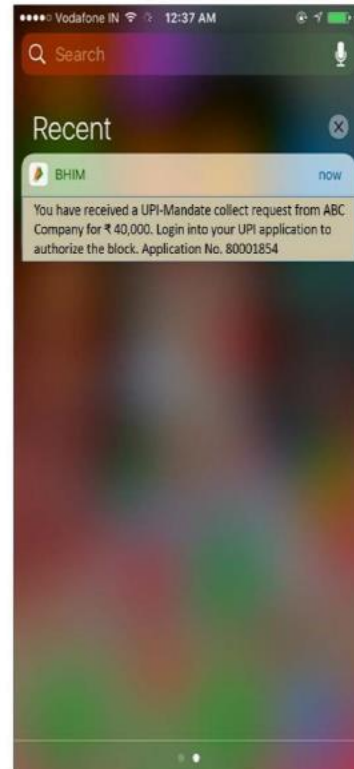 Vodafone IN 12:37 AM
Search
Recent
BHIM now
You have received a UPI-Mandate collect request from ABC
Company for ₹ 40,000. Login into your UPI application to
authorize the block. Application No. 80001854